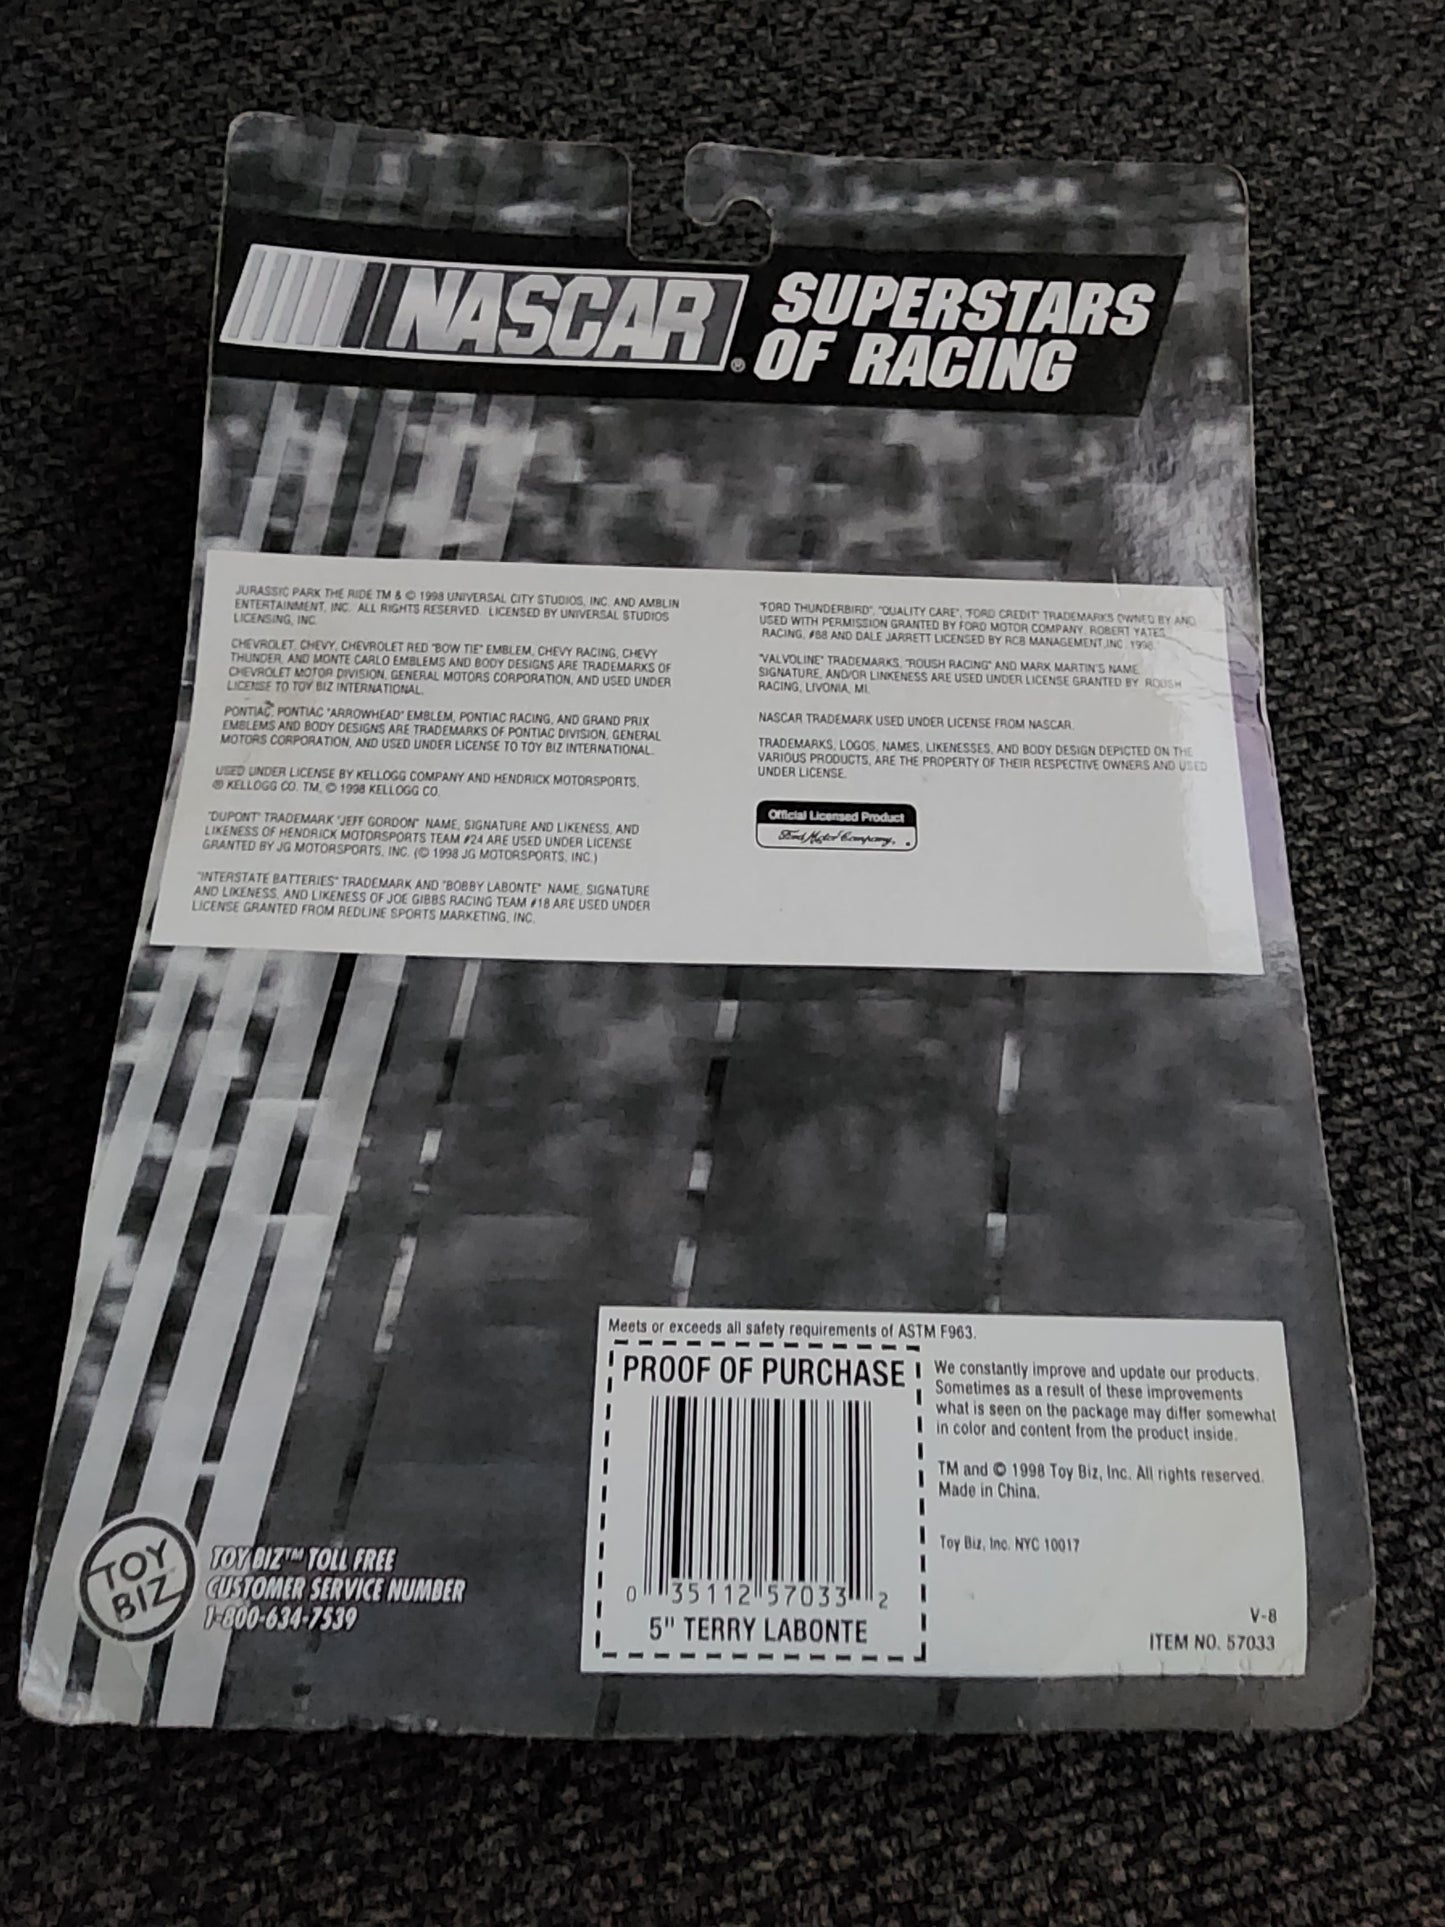 NASCAR®
SUPERSTARS
OF RACING
JURASSIC PARK THE RIDE TM & © 1998 UNIVERSAL CITY STUDIOS, INC. AND AMBLIN
ENTERTAINMENT, INC. ALL RIGHTS RESERVED. LICENSED BY UNIVERSAL STUDIOS
LICENSING, INC.
CHEVROLET, CHEVY, CHEVROLET RED "BOW TIE" EMBLEM, CHEVY RACING, CHEVY
THUNDER, AND MONTE CARLO EMBLEMS AND BODY DESIGNS ARE TRADEMARKS OF
CHEVROLET MOTOR DIVISION, GENERAL MOTORS CORPORATION, AND USED UNDER
LICENSE TO TOY BIZ INTERNATIONAL.
PONTIAC, PONTIAC "ARROWHEAD" EMBLEM, PONTIAC RACING, AND GRAND PRIX
EMBLEMS AND BODY DESIGNS ARE TRADEMARKS OF PONTIAC DIVISION, GENERAL
MOTORS CORPORATION, AND USED UNDER LICENSE TO TOY BIZ INTERNATIONAL.
USED UNDER LICENSE BY KELLOGG COMPANY AND HENDRICK MOTORSPORTS.
® KELLOGG CO. TM, © 1998 KELLOGG CO.
"DUPONT" TRADEMARK "JEFF GORDON" NAME, SIGNATURE AND LIKENESS, AND
LIKENESS OF HENDRICK MOTORSPORTS TEAM #24 ARE USED UNDER LICENSE
GRANTED BY JG MOTORSPORTS, INC. (© 1998 JG MOTORSPORTS, INC.)
"INTERSTATE BATTERIES" TRADEMARK AND "BOBBY LABONTE" NAME, SIGNATURE
AND LIKENESS, AND LIKENESS OF JOE GIBBS RACING TEAM #18 ARE USED UNDER
LICENSE GRANTED FROM REDLINE SPORTS MARKETING, INC.
"FORD THUNDERBIRD", "QUALITY CARE", "FORD CREDIT" TRADEMARKS OWNED BY AND
USED WITH PERMISSION GRANTED BY FORD MOTOR COMPANY, ROBERT YATES
RACING, #88 AND DALE JARRETT LICENSED BY RCB MANAGEMENT,INC. 1998.
"VALVOLINE" TRADEMARKS, "ROUSH RACING" AND MARK MARTIN'S NAME
SIGNATURE, AND/OR LINKENESS ARE USED UNDER LICENSE GRANTED BY ROUSH
RACING, LIVONIA, MI.
NASCAR TRADEMARK USED UNDER LICENSE FROM NASCAR.
TRADEMARKS, LOGOS, NAMES, LIKENESSES, AND BODY DESIGN DEPICTED ON THE
VARIOUS PRODUCTS, ARE THE PROPERTY OF THEIR RESPECTIVE OWNERS AND USED
UNDER LICENSE.
Official Licensed Product
Ford Motor Company,
Meets or exceeds all safety requirements of ASTM F963.
PROOF OF PURCHASE
0 35112 57033 2
5" TERRY LABONTE
We constantly improve and update our products.
Sometimes as a result of these improvements
what is seen on the package may differ somewhat
in color and content from the product inside.
TM and © 1998 Toy Biz, Inc. All rights reserved.
Made in China.
Toy Biz, Inc. NYC 10017
V-8
ITEM NO. 57033
TOY
BIZ
TOY BIZ™ TOLL FREE
CUSTOMER SERVICE NUMBER
1-800-634-7539